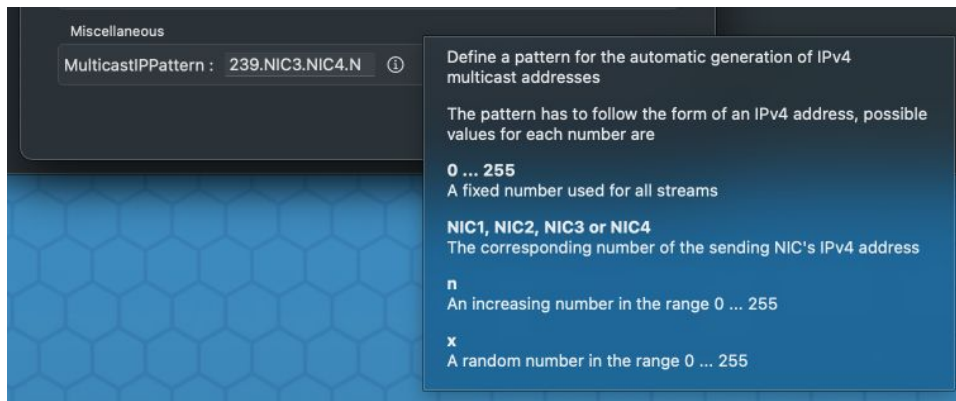 Miscellaneous
MulticastIPPattern : 239.NIC3.NIC4.N
Define a pattern for the automatic generation of IPv4
multicast addresses
The pattern has to follow the form of an IPv4 address, possible
values for each number are
0 ... 255
A fixed number used for all streams
NIC1, NIC2, NIC3 or NIC4
The corresponding number of the sending NIC's IPv4 address
n
An increasing number in the range 0 ... 255
x
A random number in the range 0 ... 255